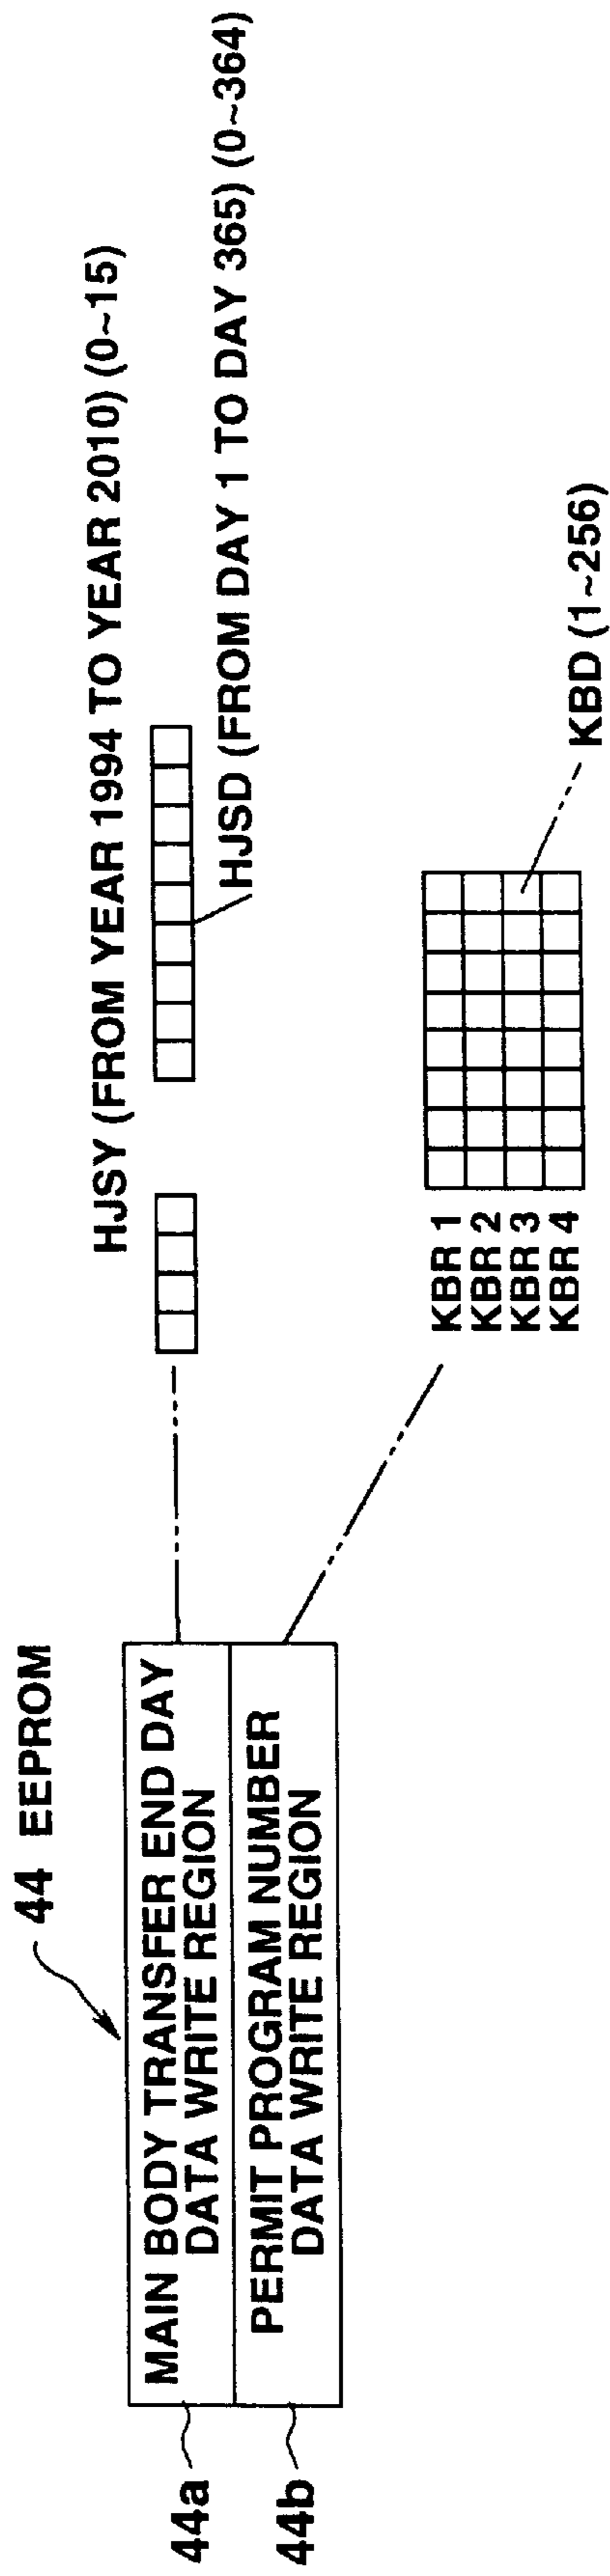 44 EEPROM
44a
MAIN BODY TRANSFER END DAY
DATA WRITE REGION
44b
PERMIT PROGRAM NUMBER
DATA WRITE REGION
HJSY (FROM YEAR 1994 TO YEAR 2010) (0~15)
HJSD (FROM DAY 1 TO DAY 365) (0~364)
KBR 1
KBR 2
KBR 3
KBR 4
KBD (1~256)